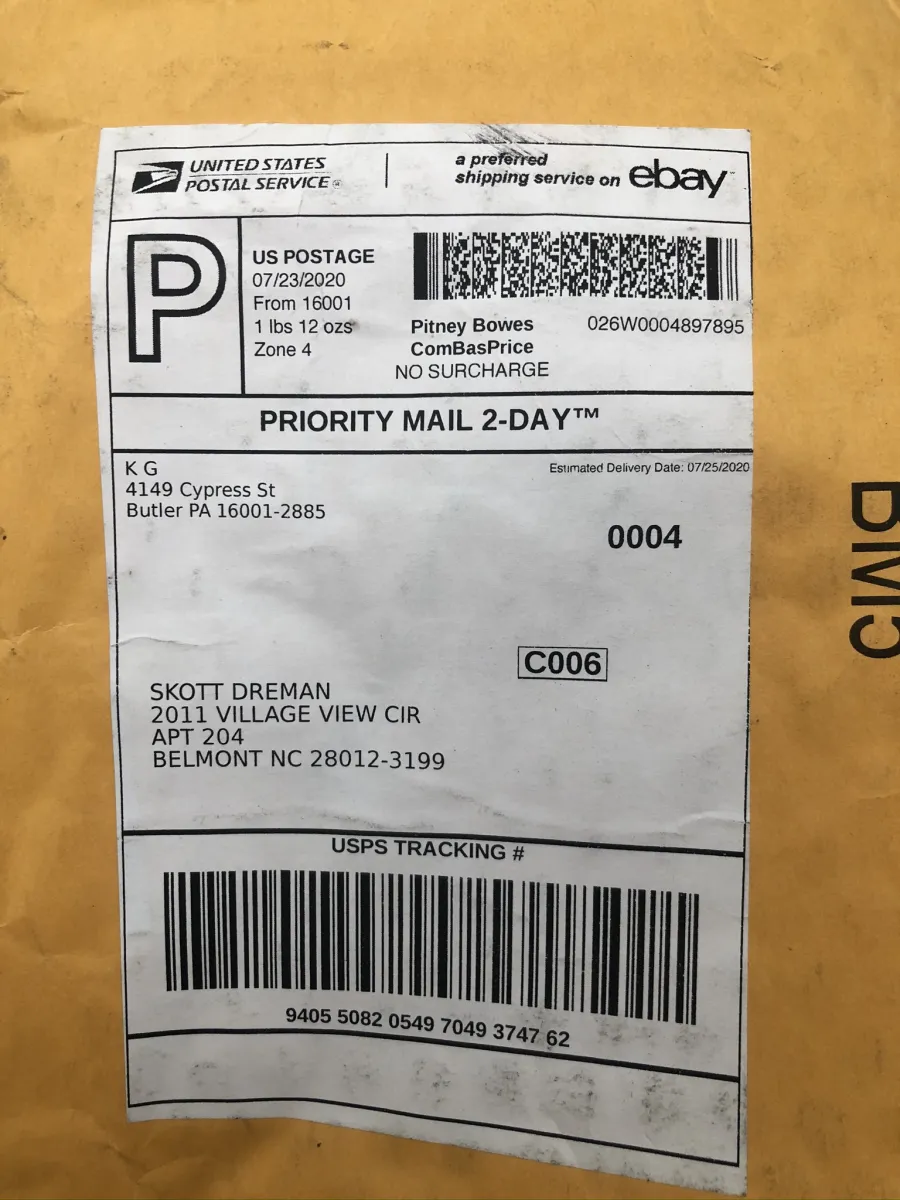 UNITED STATES
POSTAL SERVICE®
a preferred
shipping service on ebay™
P
US POSTAGE
07/23/2020
From 16001
1 lbs 12 ozs
Zone 4
Pitney Bowes
ComBasPrice
NO SURCHARGE
026W0004897895
PRIORITY MAIL 2-DAY™
K G
4149 Cypress St
Butler PA 16001-2885
Estimated Delivery Date: 07/25/2020
0004
C006
SKOTT DREMAN
2011 VILLAGE VIEW CIR
APT 204
BELMONT NC 28012-3199
USPS TRACKING #
9405 5082 0549 7049 3747 62